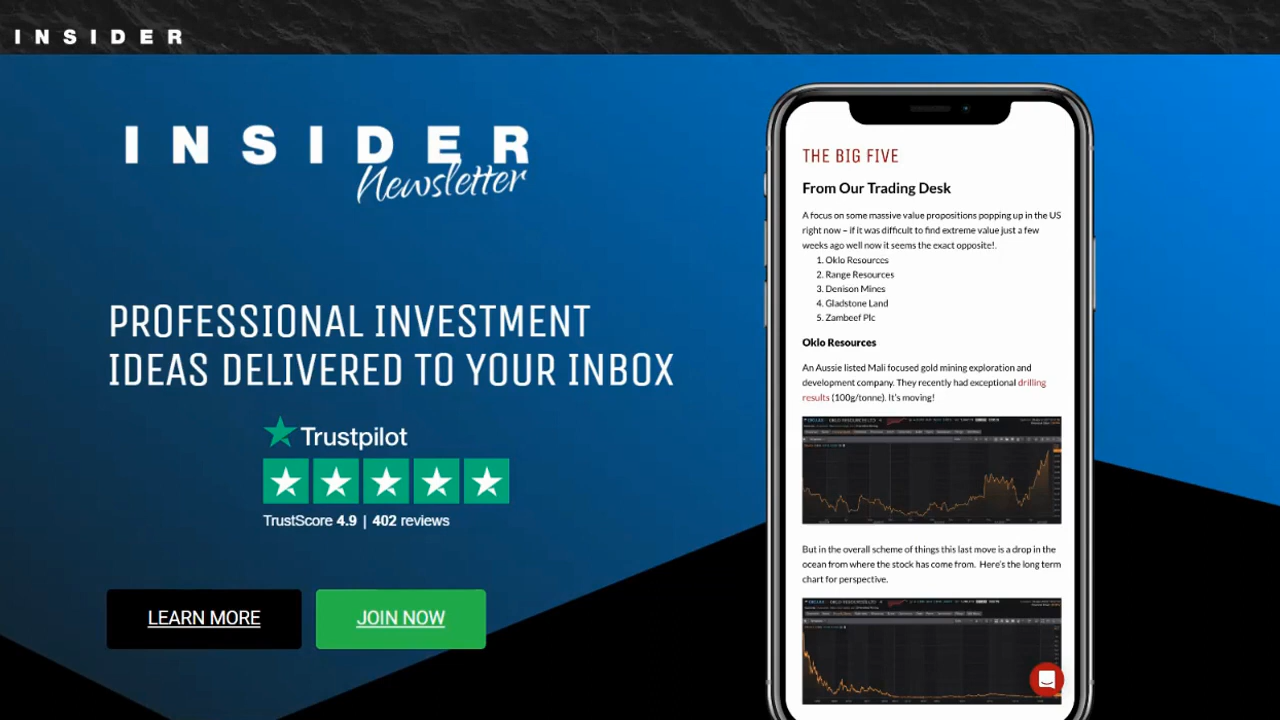 INSIDER
INSIDER
Newsletter
PROFESSIONAL INVESTMENT
IDEAS DELIVERED TO YOUR INBOX
Trustpilot
TrustScore 4.9 | 402 reviews
LEARN MORE
JOIN NOW
THE BIG FIVE
From Our Trading Desk
A focus on some massive value propositions popping up in the US
right now – if it was difficult to find extreme value just a few
weeks ago well now it seems the exact opposite!.
1. Oklo Resources
2. Range Resources
3. Denison Mines
4. Gladstone Land
5. Zambeef Plc
Oklo Resources
An Aussie listed Mali focused gold mining exploration and
development company. They recently had exceptional drilling
results (100g/tonne). It's moving!
But in the overall scheme of things this last move is a drop in the
ocean from where the stock has come from. Here's the long term
chart for perspective.